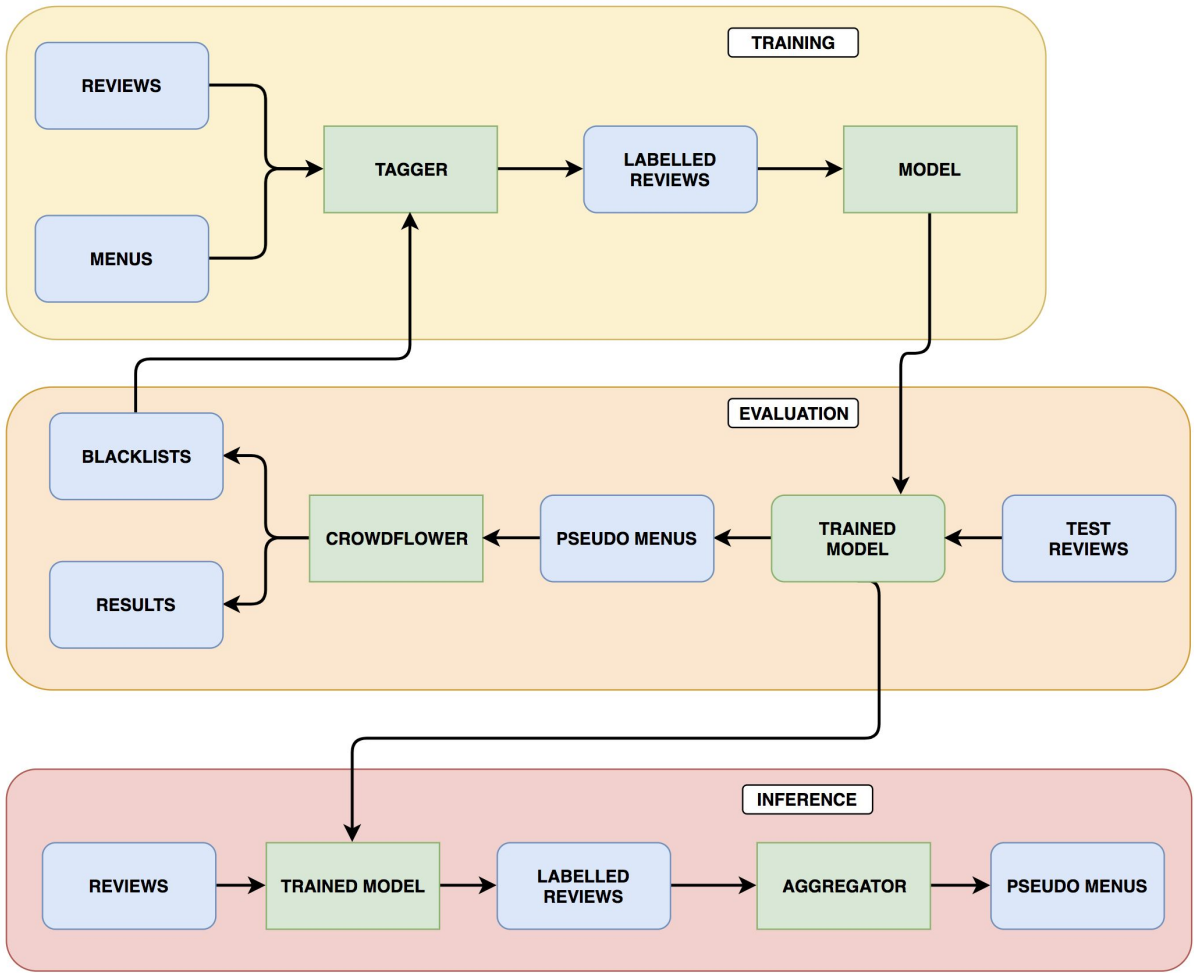 TRAINING
REVIEWS
MENUS
TAGGER
LABELLED
REVIEWS
MODEL
EVALUATION
BLACKLISTS
RESULTS
CROWDFLOWER
PSEUDO MENUS
TRAINED
MODEL
TEST
REVIEWS
INFERENCE
REVIEWS
TRAINED MODEL
LABELLED
REVIEWS
AGGREGATOR
PSEUDO MENUS